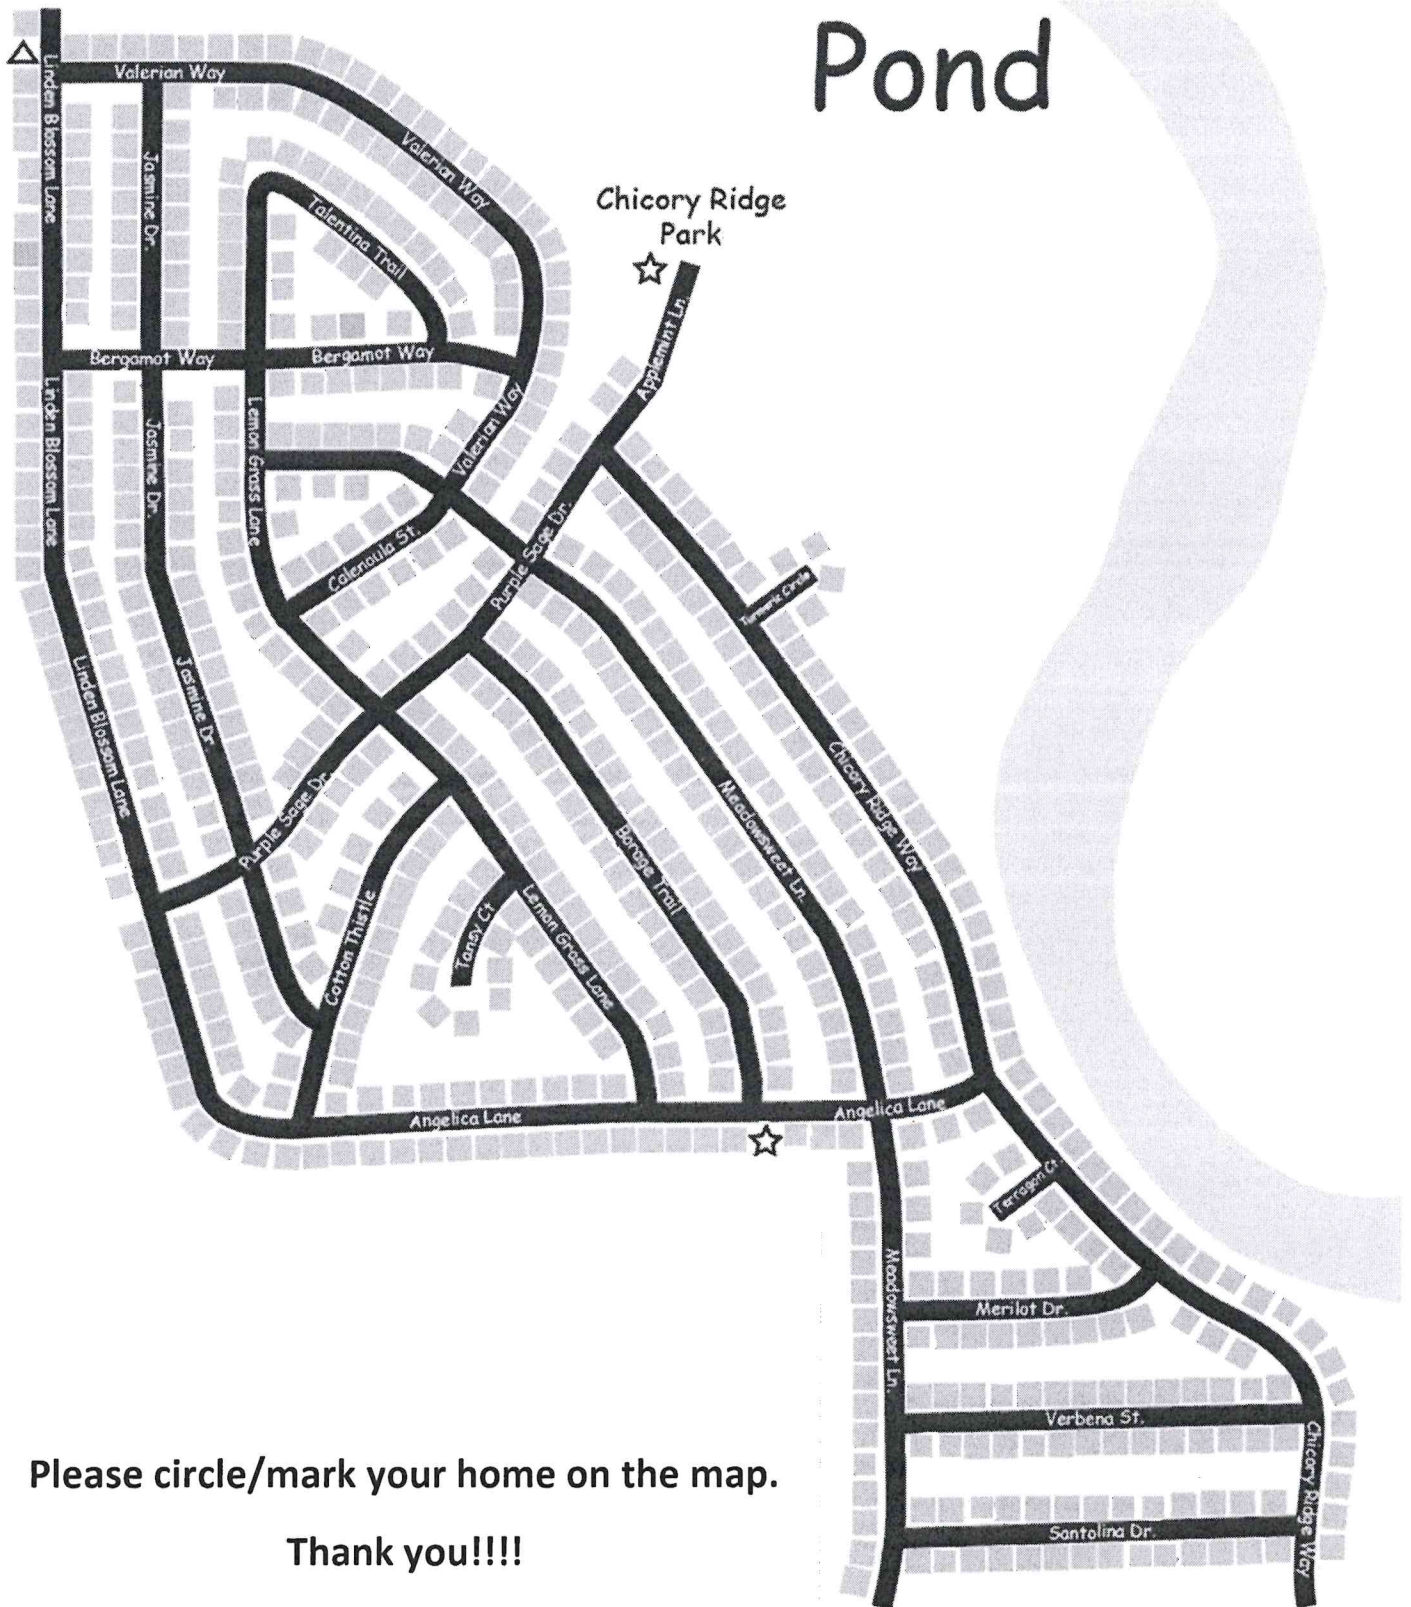 Pond
Valerian Way
Linden Blossom Lane
Jasmine Dr.
Valerian Way
Talentina Trail
Chicory Ridge
Park
Applemint Ln.
Bergamot Way
Bergamot Way
Linden Blossom Lane
Jasmine Dr.
Lemon Grass Lane
Valerian Way
Calendula St.
Purple Sage Dr.
Turmeric Circle
Linden Blossom Lane
Jasmine Dr.
Purple Sage Dr.
Chicory Ridge Way
Meadowsweet Ln.
Borage Trail
Cotton Thistle
Tansy Ct
Lemon Grass Lane
Angelica Lane
Angelica Lane
Terragon Ct.
Meadowsweet Ln.
Merilot Dr.
Verbena St.
Chicory Ridge Way
Santolina Dr.
Please circle/mark your home on the map.
Thank you!!!!